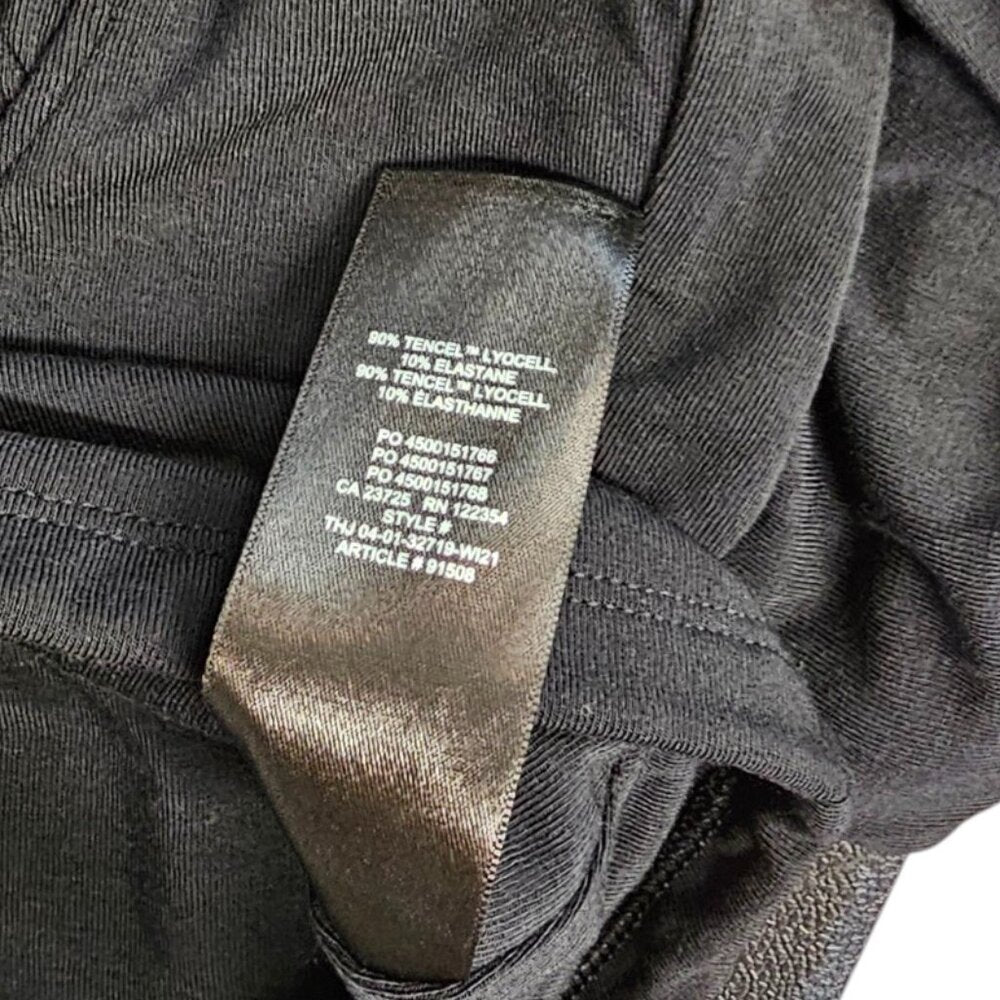 90% TENCEL™ LYOCELL,
10% ELASTANE
90% TENCEL™ LYOCELL,
10% ELASTHANNE
PO 4500151766
PO 4500151767
PO 4500151768
CA 23725 RN 122354
STYLE #
THJ 04-01-32719-WI21
ARTICLE # 91508